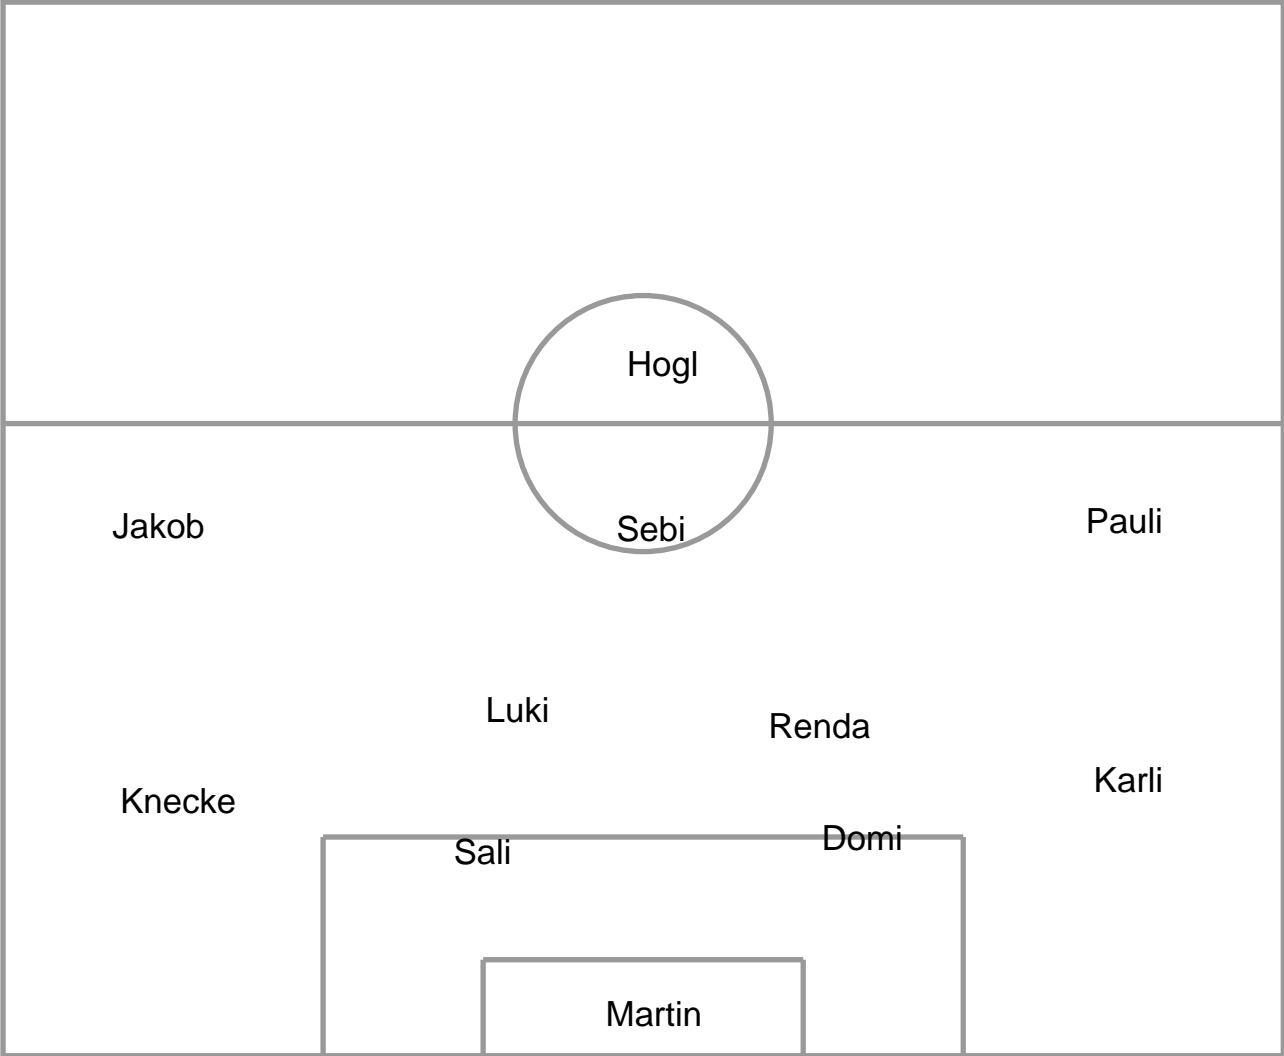 Hogl
Jakob
Sebi
Pauli
Luki
Renda
Knecke
Karli
Sali
Domi
Martin